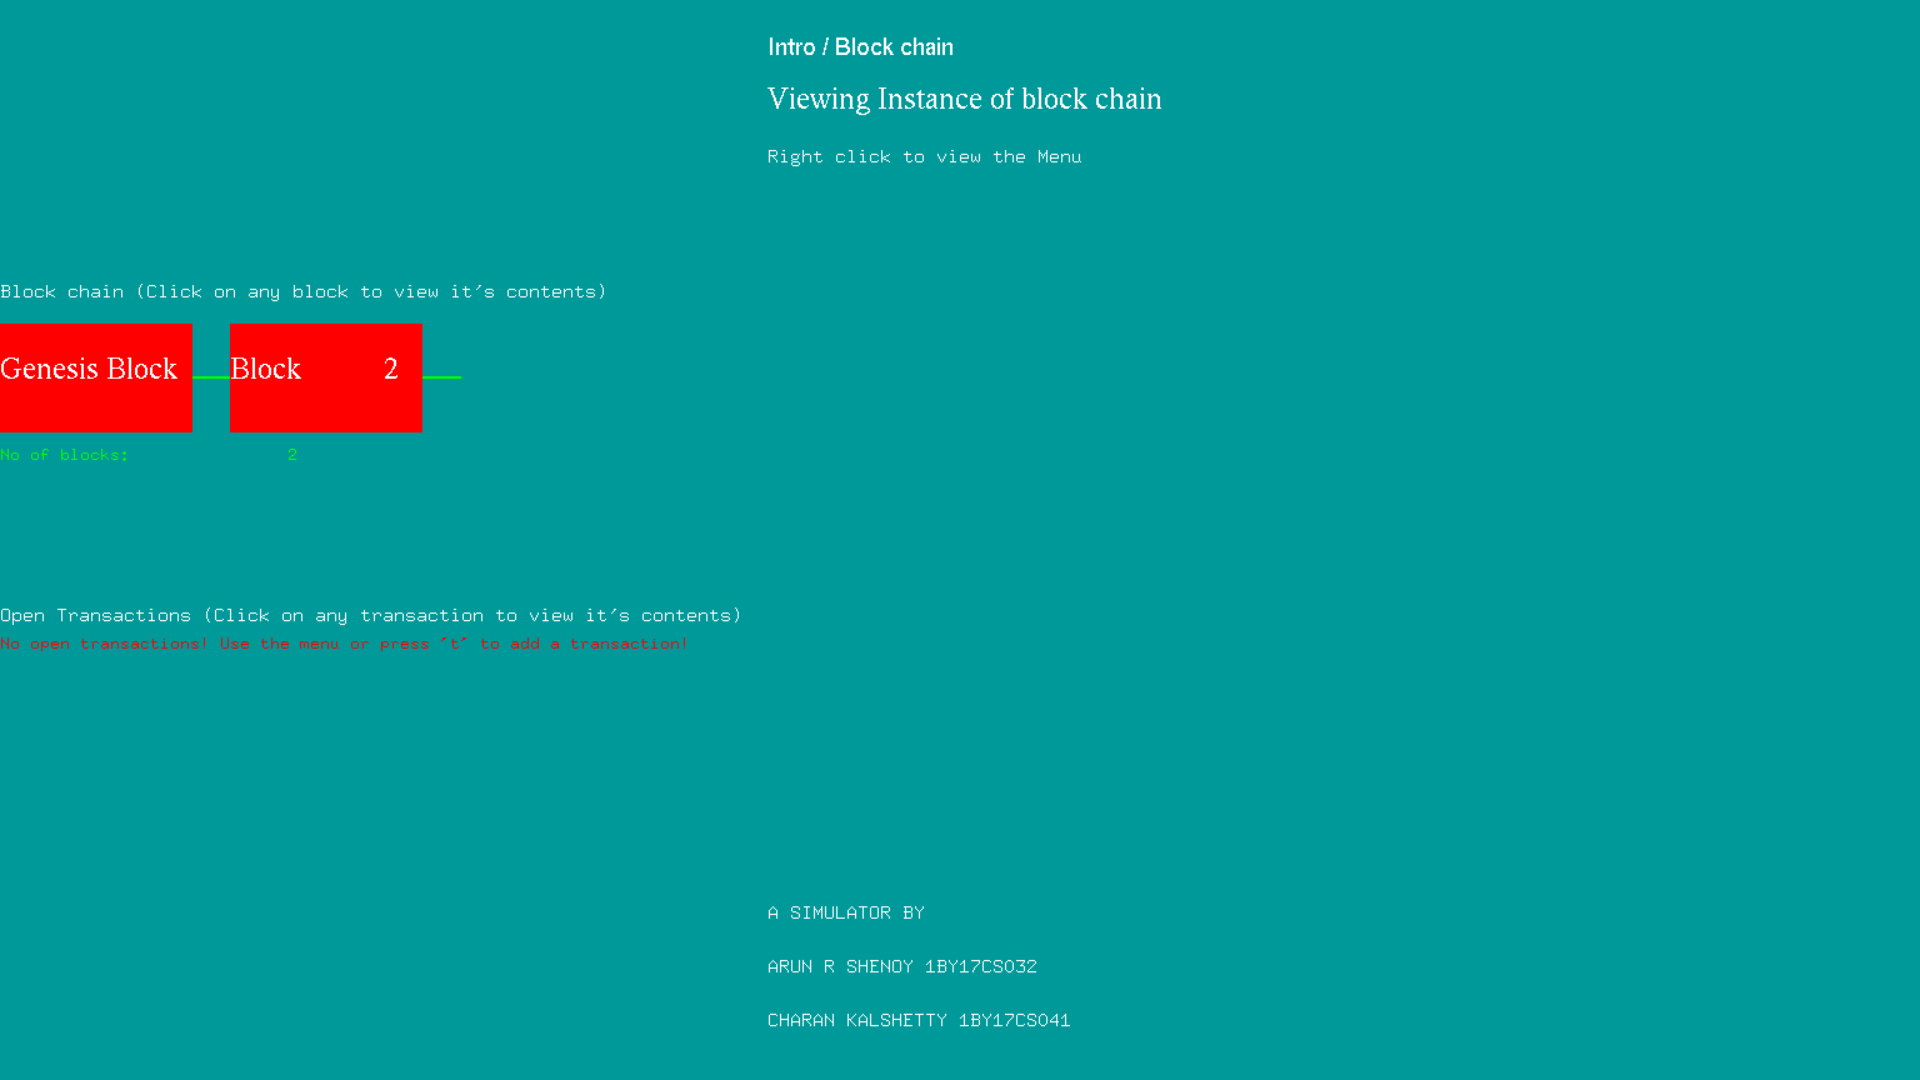 Intro / Block chain
Viewing Instance of block chain
Right click to view the Menu
Block chain (Click on any block to view it's contents)
Genesis Block
Block 2
No of blocks: 2
Open Transactions (Click on any transaction to view it's contents)
No open transactions! Use the menu or press "t" to add a transaction!
A SIMULATOR BY
ARUN R SHENOY 1BY17CS032
CHARAN KALSHETTY 1BY17CS041